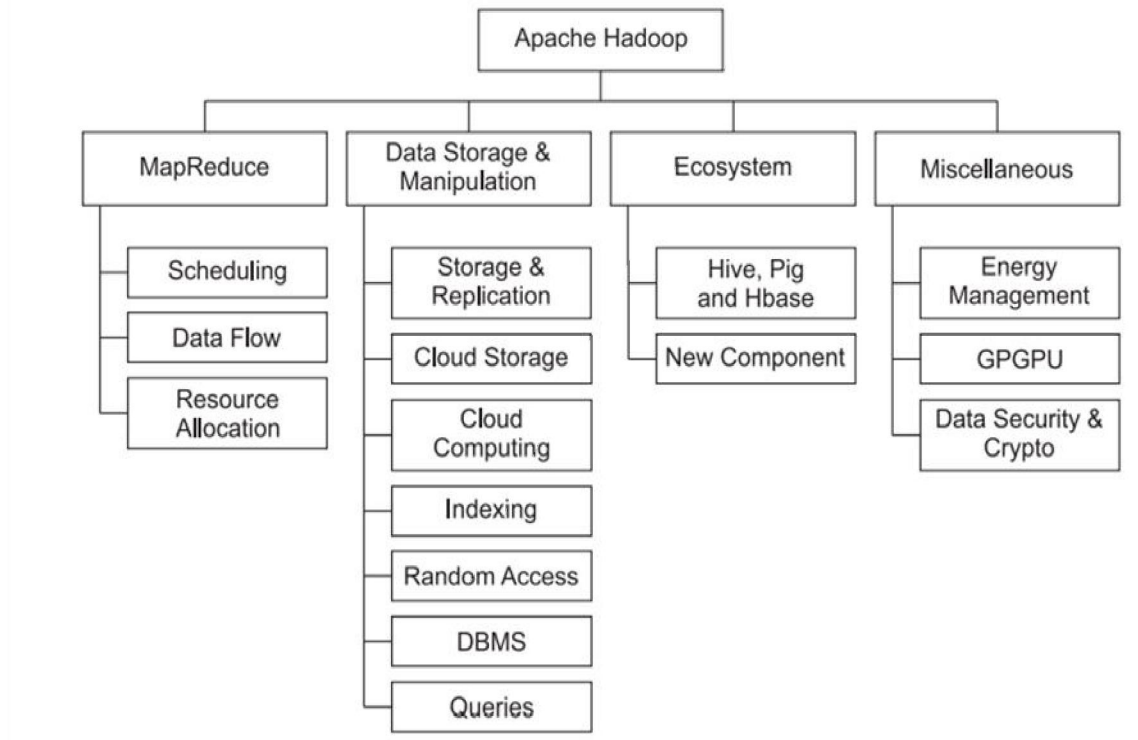 Apache Hadoop
MapReduce
Data Storage &
Manipulation
Ecosystem
Miscellaneous
Scheduling
Data Flow
Resource
Allocation
Storage &
Replication
Cloud Storage
Cloud
Computing
Indexing
Random Access
DBMS
Queries
Hive, Pig
and Hbase
New Component
Energy
Management
GPGPU
Data Security &
Crypto